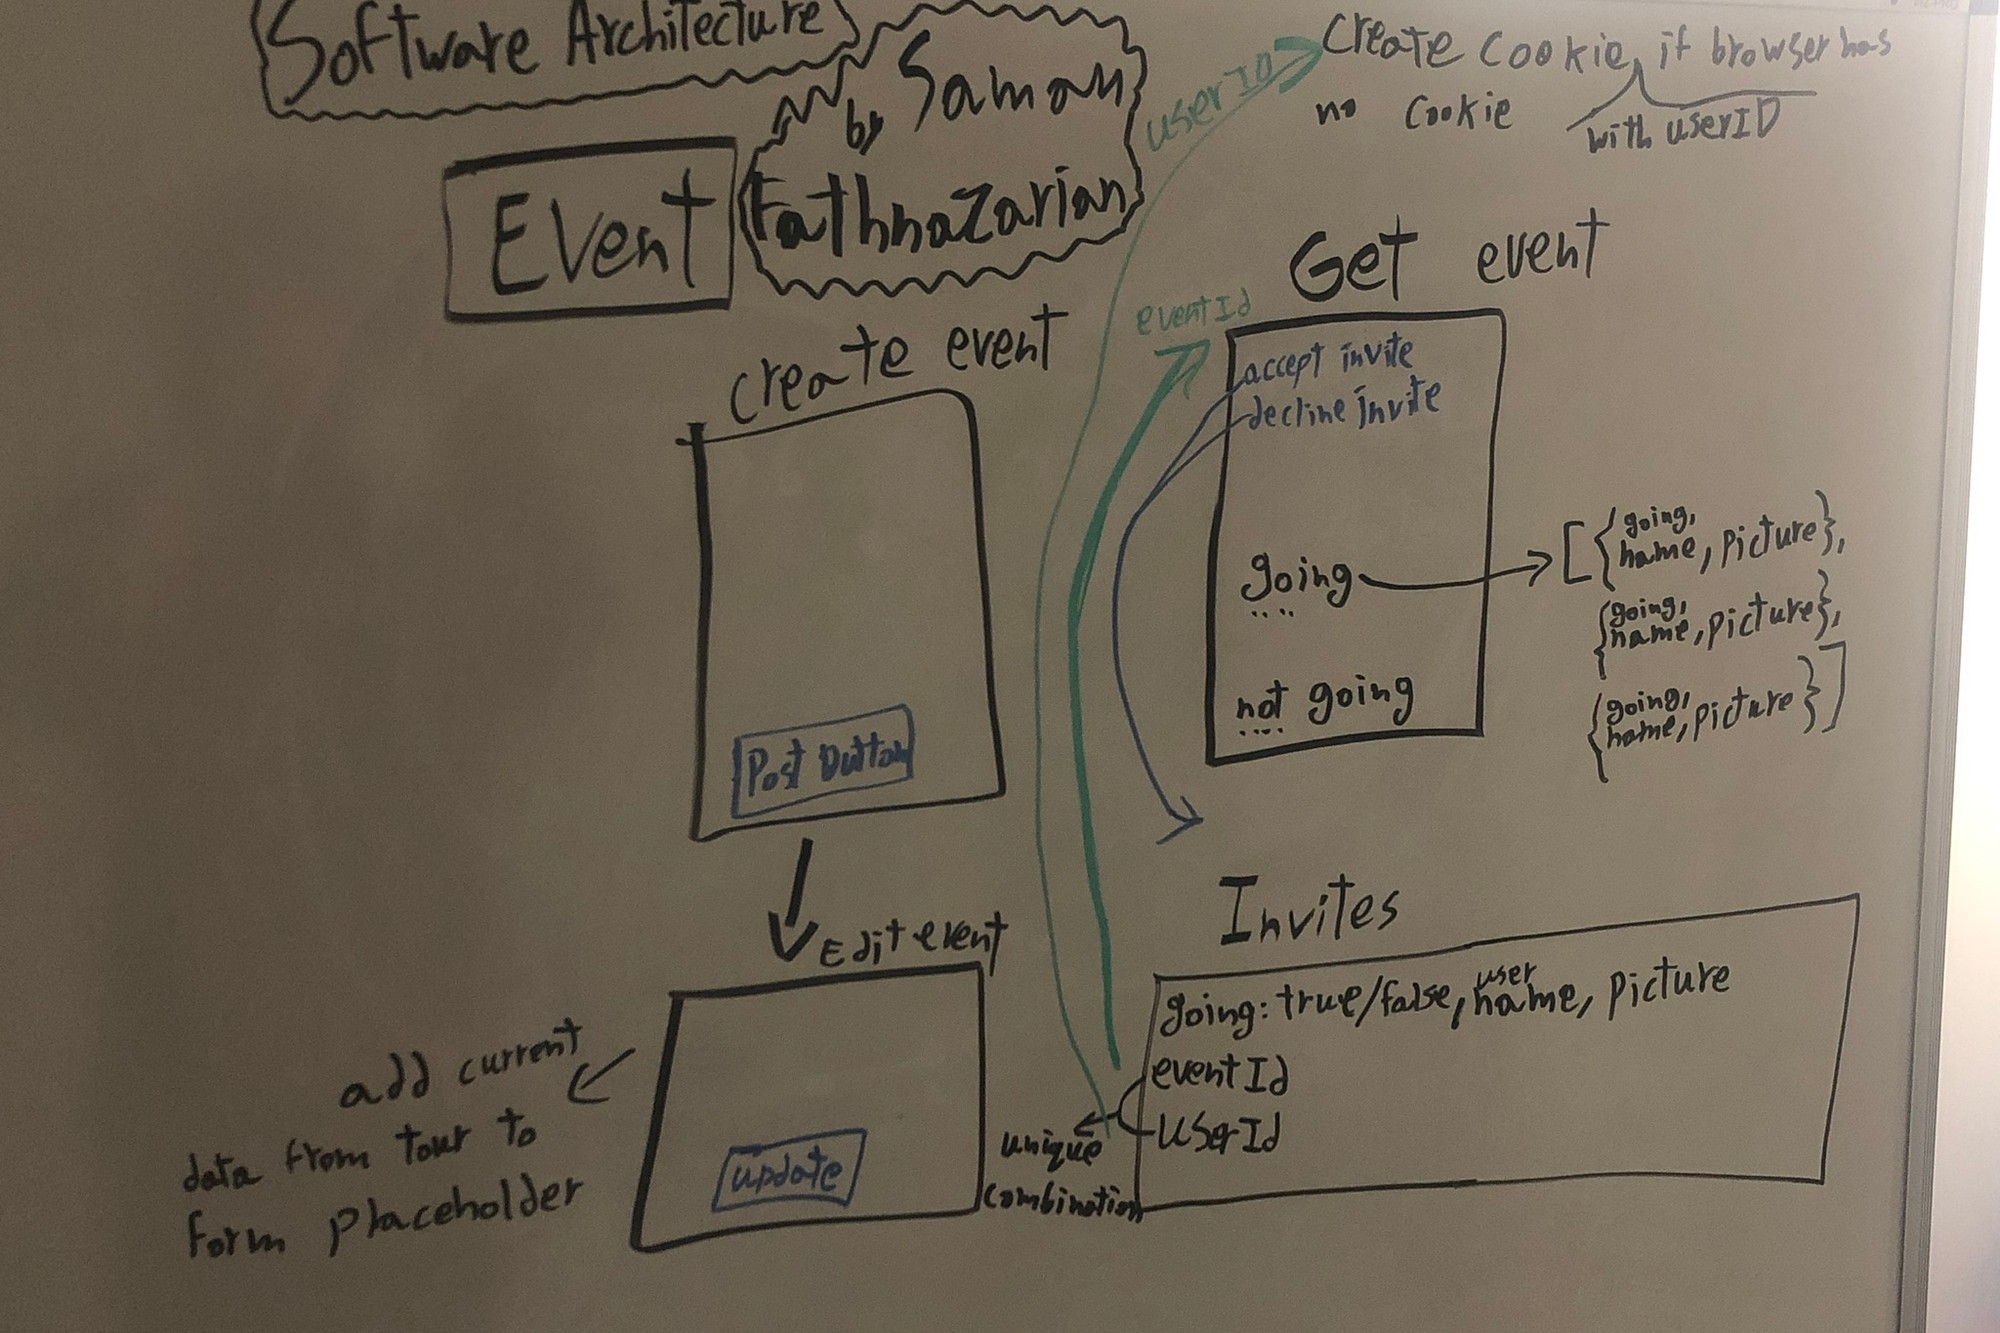 Software Architecture
by Saman
Fathnazarian
Event
userID
create cookie, if browser has
no cookie
with userID
Get event
eventId
accept invite
decline invite
going
....
not going
....
[{going,
name, picture},
{going,
name, picture},
{going,
name, picture}]
create event
Post Button
Edit event
update
add current
data from tour to
form placeholder
Invites
user
going: true/false, name, picture
eventId
userId
unique
combination